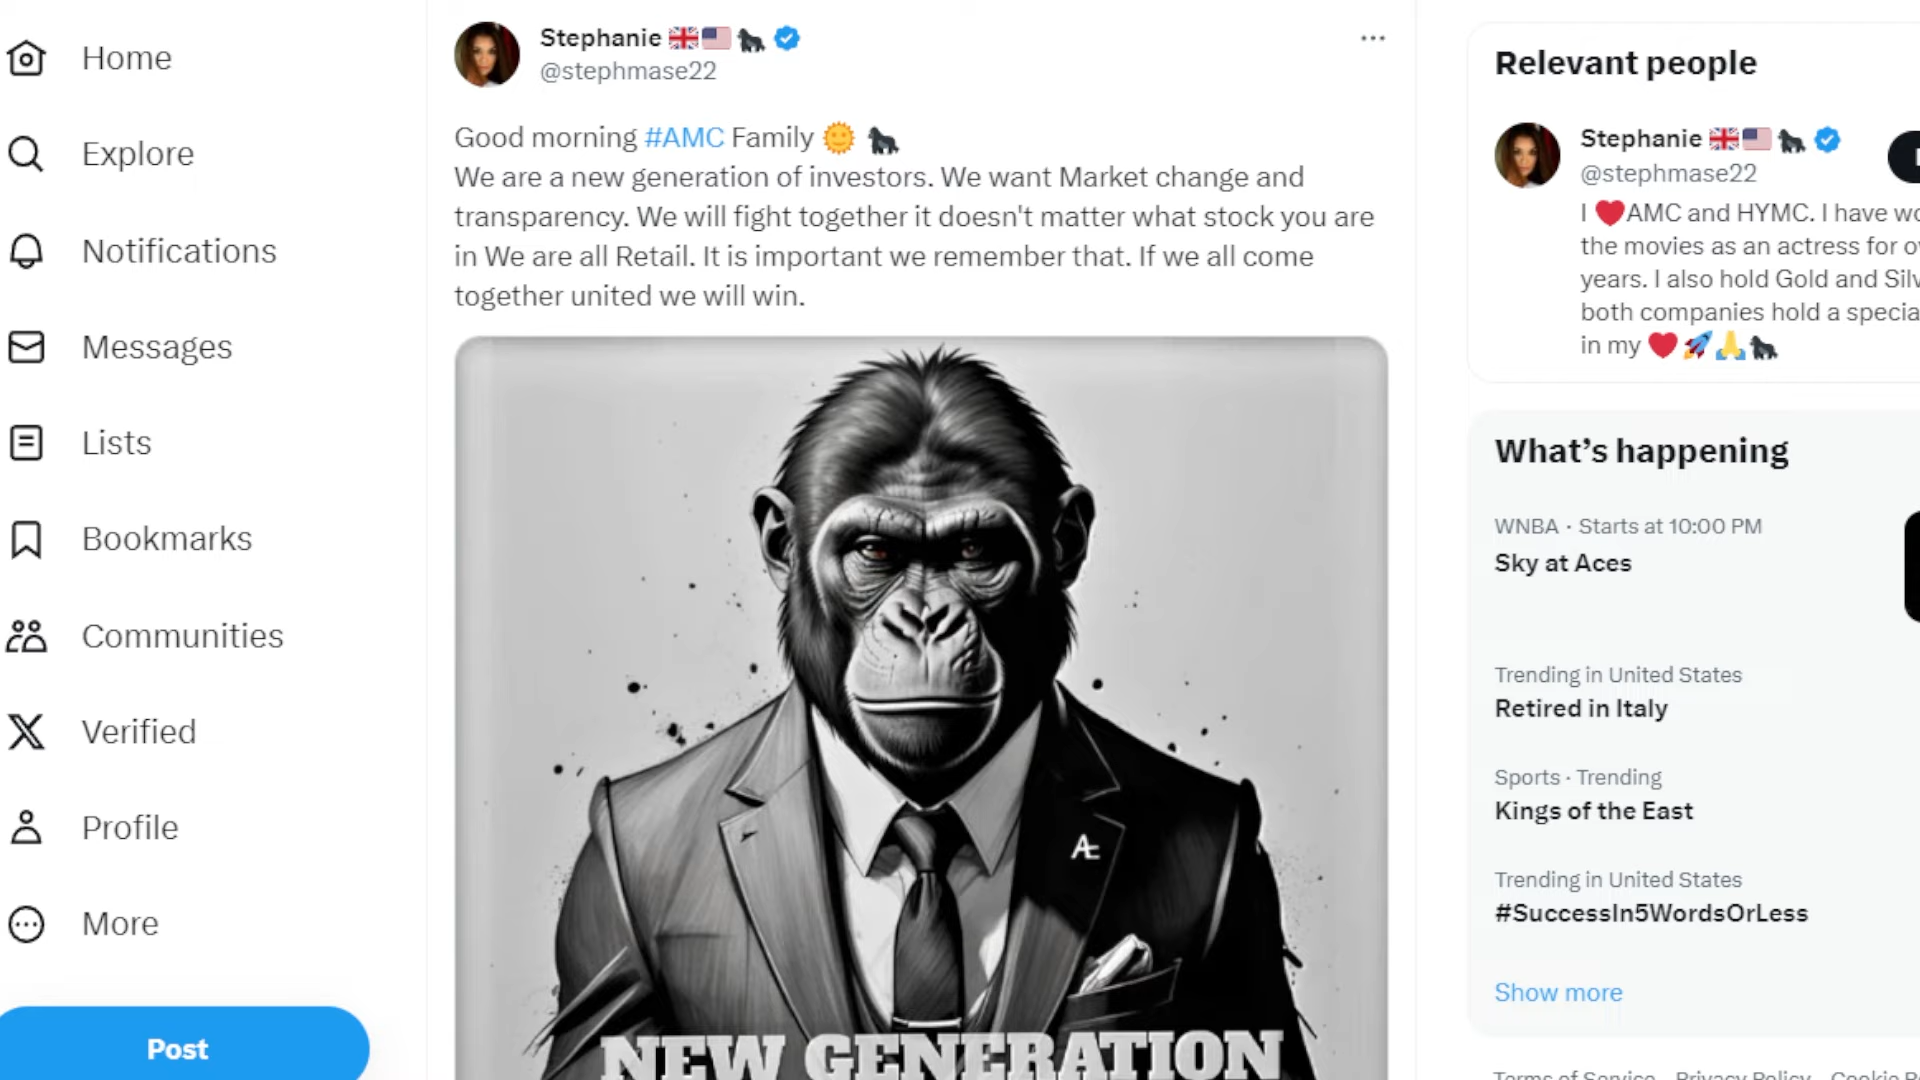 Home
Explore
Notifications
Messages
Lists
Bookmarks
Communities
Verified
Profile
More
Post
Stephanie 🇬🇧🇺🇸🦍
@stephmase22
Good morning #AMC Family 🌞 🦍
We are a new generation of investors. We want Market change and
transparency. We will fight together it doesn't matter what stock you are
in We are all Retail. It is important we remember that. If we all come
together united we will win.
NEW GENERATION
Relevant people
Stephanie 🇬🇧🇺🇸🦍
@stephmase22
I ❤️AMC and HYMC. I have
the movies as an actress for
years. I also hold Gold and
both companies hold a
in my ❤️🚀🙏🦍
What's happening
WNBA · Starts at 10:00 PM
Sky at Aces
Trending in United States
Retired in Italy
Sports · Trending
Kings of the East
Trending in United States
#SuccessIn5WordsOrLess
Show more
Terms of Service Privacy Policy Cookie